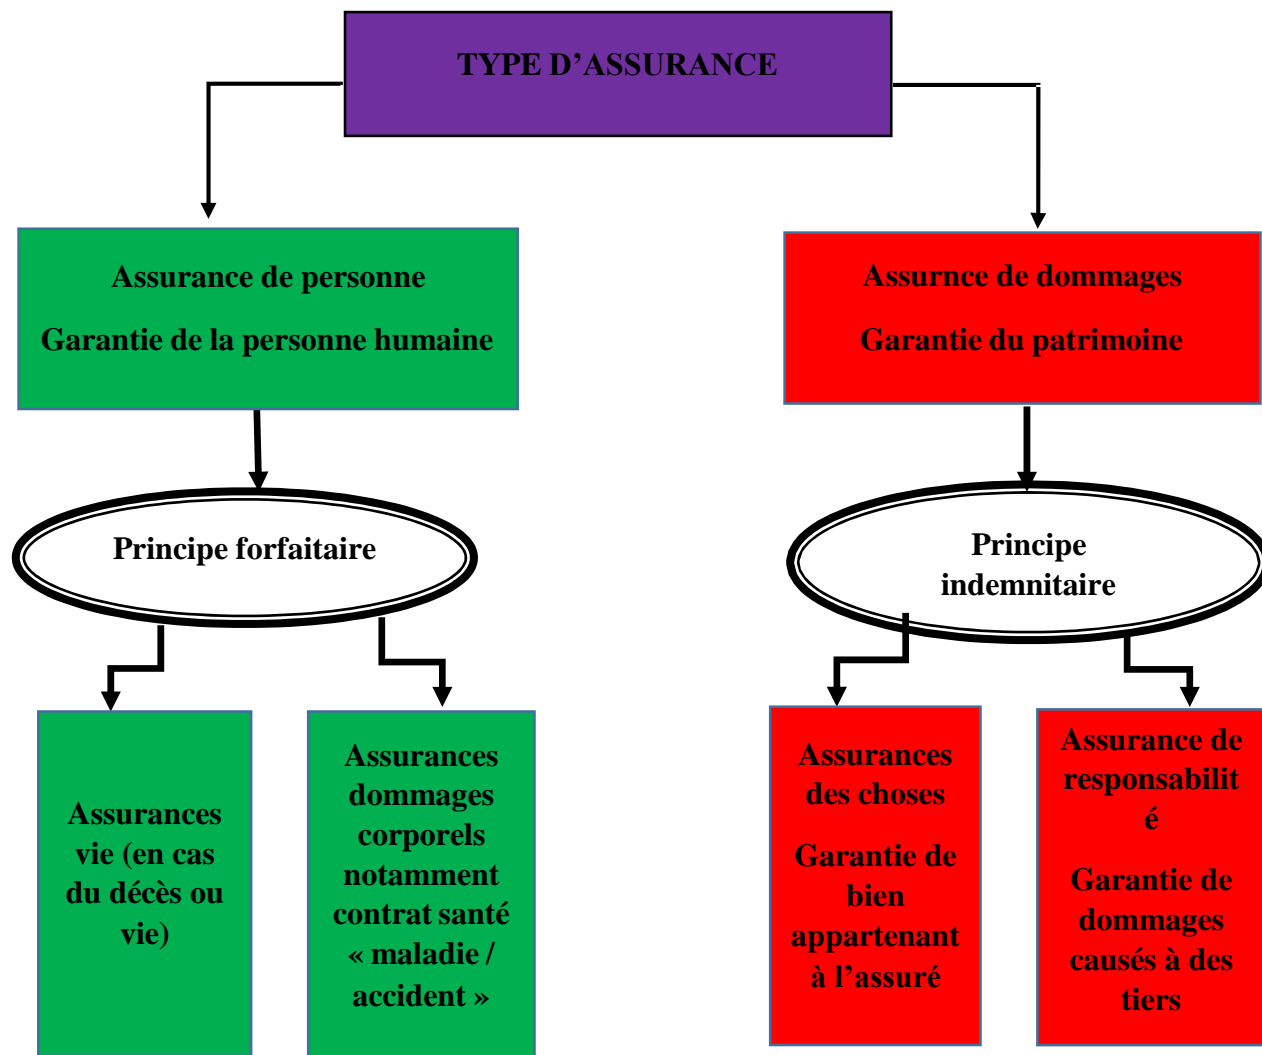 TYPE D’ASSURANCE
Assurance de personne
Garantie de la personne humaine
Assurnce de dommages
Garantie du patrimoine
Principe forfaitaire
Principe
indemnitaire
Assurances
vie (en cas
du décès ou
vie)
Assurances
dommages
corporels
notamment
contrat santé
« maladie /
accident »
Assurances
des choses
Garantie de
bien
appartenant
à l’assuré
Assurance de
responsabilit
é
Garantie de
dommages
causés à des
tiers